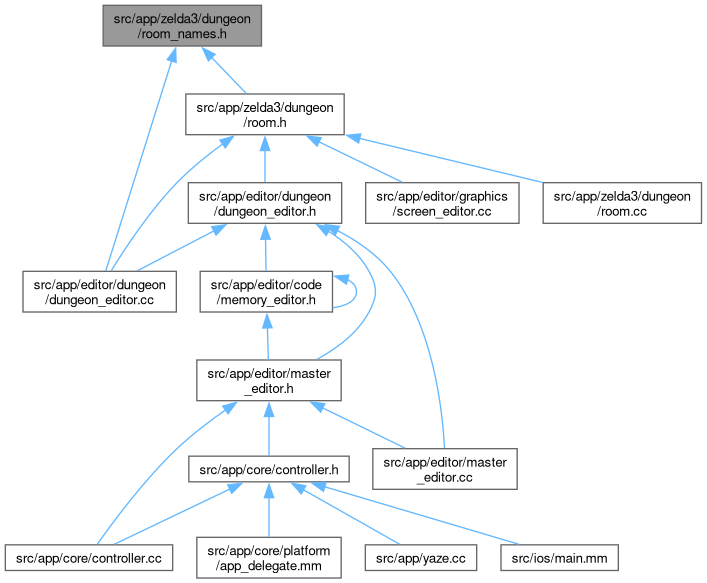 src/app/zelda3/dungeon
/room_names.h
src/app/zelda3/dungeon
/room.h
src/app/editor/dungeon
/dungeon_editor.h
src/app/editor/graphics
/screen_editor.cc
src/app/zelda3/dungeon
/room.cc
src/app/editor/dungeon
/dungeon_editor.cc
src/app/editor/code
/memory_editor.h
src/app/editor/master
_editor.h
src/app/core/controller.h
src/app/editor/master
_editor.cc
src/app/core/controller.cc
src/app/core/platform
/app_delegate.mm
src/app/yaze.cc
src/ios/main.mm